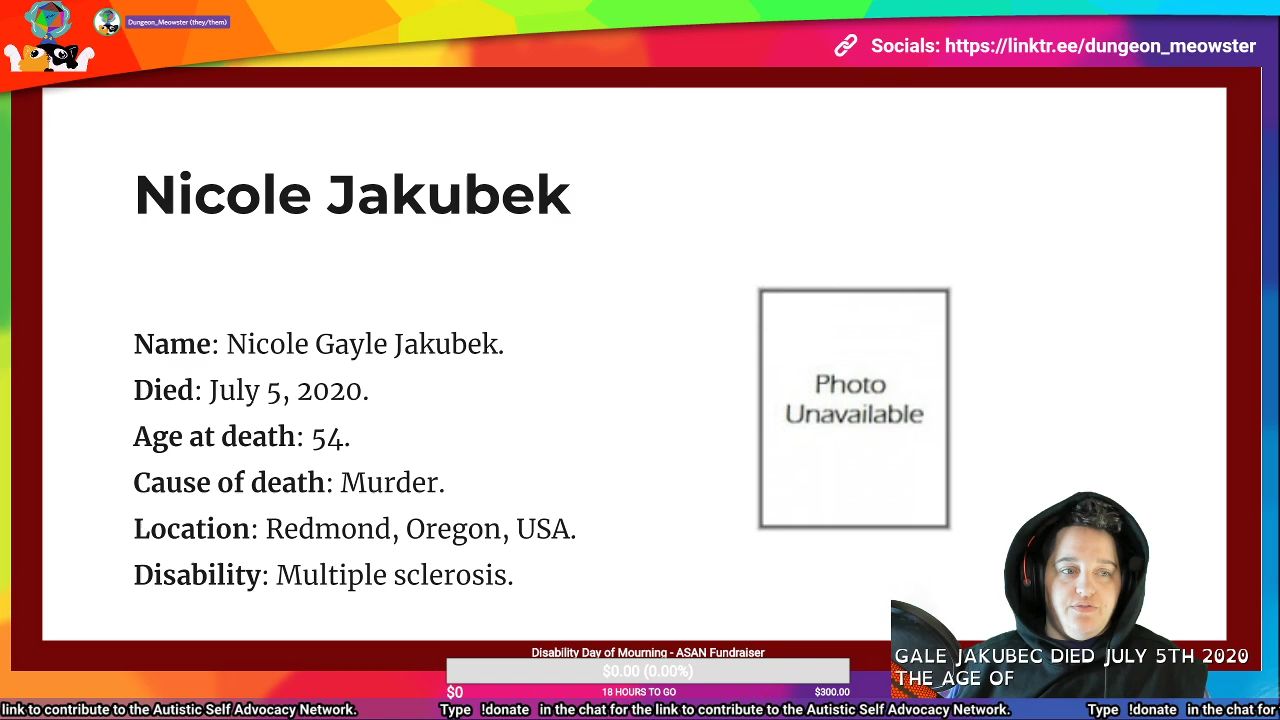 Dungeon_Meowster (they/them)
Socials: https://linktr.ee/dungeon_meowster
Nicole Jakubek
Name: Nicole Gayle Jakubek.
Died: July 5, 2020.
Age at death: 54.
Cause of death: Murder.
Location: Redmond, Oregon, USA.
Disability: Multiple sclerosis.
Photo
Unavailable
GALE JAKUBEC DIED JULY 5TH 2020
THE AGE OF
Disability Day of Mourning - ASAN Fundraiser
$0.00 (0.00%)
$0 18 HOURS TO GO $300.00
link to contribute to the Autistic Self Advocacy Network. Type !donate in the chat for the link to contribute to the Autistic Self Advocacy Network. Type !donate in the chat for